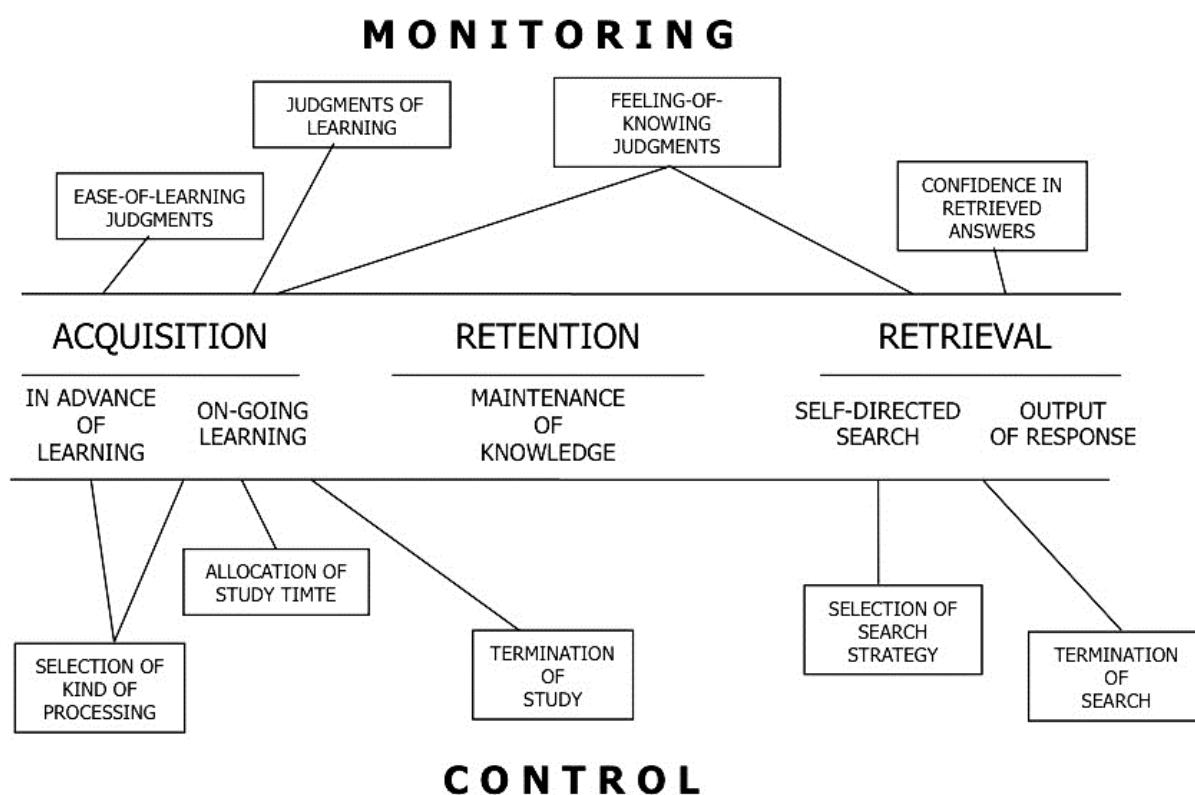 MONITORING
JUDGMENTS OF
LEARNING
FEELING-OF-
KNOWING
JUDGMENTS
EASE-OF-LEARNING
JUDGMENTS
CONFIDENCE IN
RETRIEVED
ANSWERS
ACQUISITION
RETENTION
RETRIEVAL
IN ADVANCE
OF
LEARNING
ON-GOING
LEARNING
MAINTENANCE
OF
KNOWLEDGE
SELF-DIRECTED
SEARCH
OUTPUT
OF RESPONSE
ALLOCATION OF
STUDY TIMTE
SELECTION OF
KIND OF
PROCESSING
TERMINATION
OF
STUDY
SELECTION OF
SEARCH
STRATEGY
TERMINATION
OF
SEARCH
CONTROL